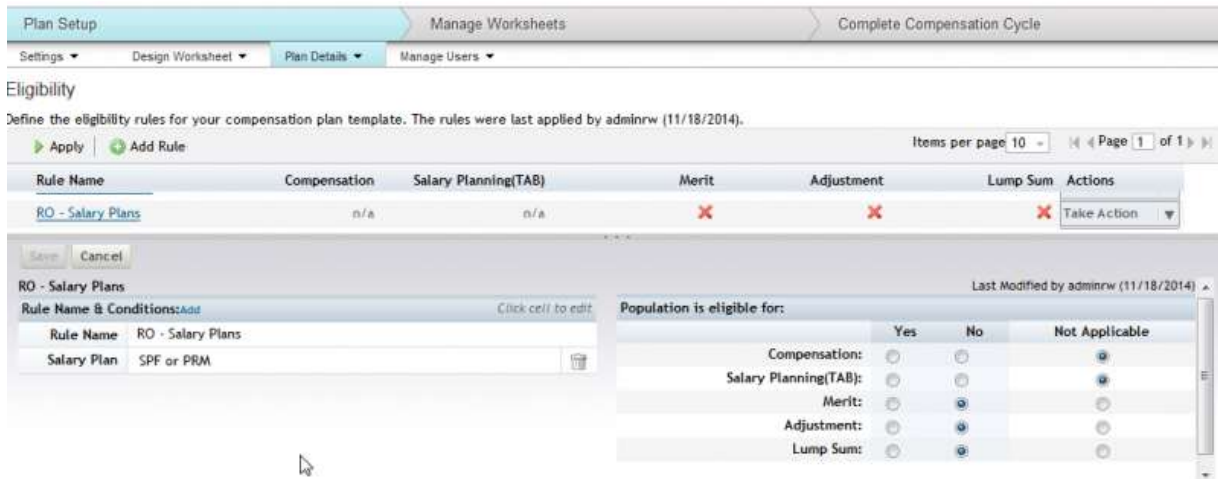 Plan Setup Manage Worksheets Complete Compensation Cycle
Settings Design Worksheet Plan Details Manage Users
Eligibility
Define the eligibility rules for your compensation plan template. The rules were last applied by adminrw (11/18/2014).
Apply Add Rule Items per page 10 Page 1 of 1
Rule Name Compensation Salary Planning(TAB) Merit Adjustment Lump Sum Actions
RO - Salary Plans n/a n/a Take Action
Save Cancel
RO - Salary Plans Last Modified by adminrw (11/18/2014)
Rule Name & Conditions:Add Click cell to edit Population is eligible for:
Yes No Not Applicable
Rule Name RO - Salary Plans
Salary Plan SPF or PRM
Compensation:
Salary Planning(TAB):
Merit:
Adjustment:
Lump Sum: